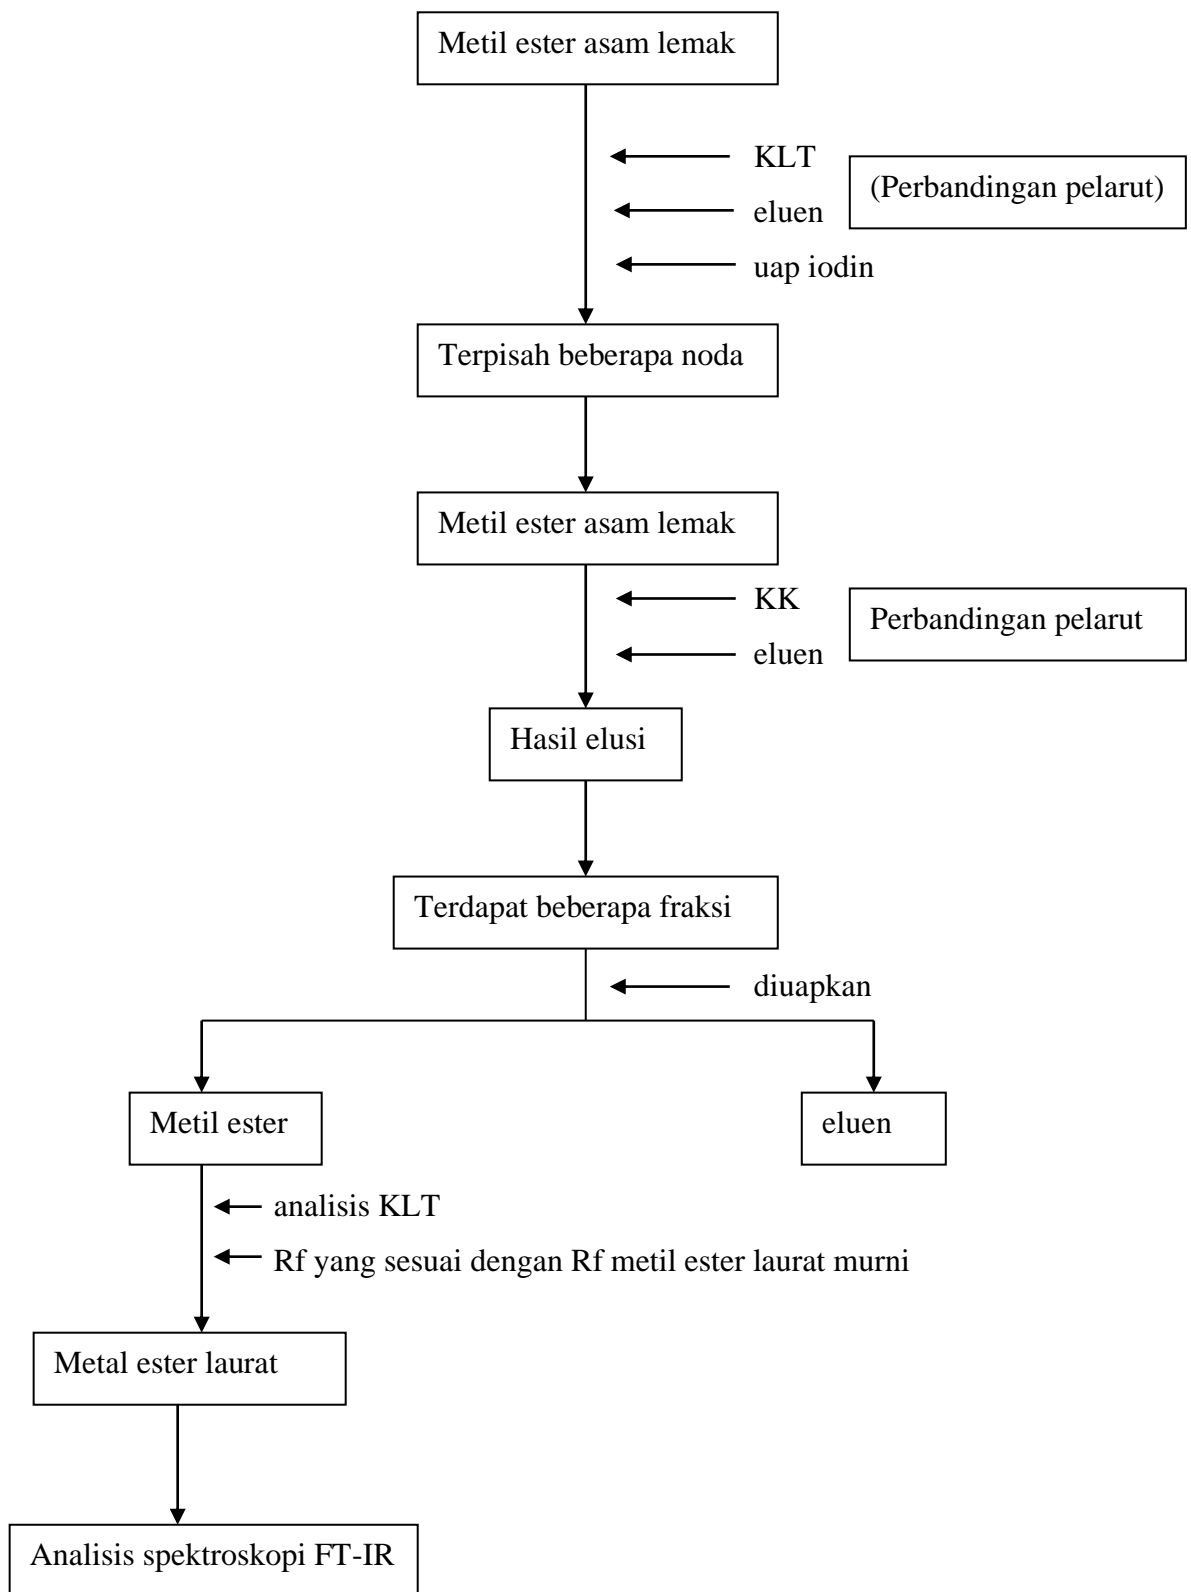 Metil ester asam lemak
KLT
(Perbandingan pelarut)
eluen
uap iodin
Terpisah beberapa noda
Metil ester asam lemak
KK
Perbandingan pelarut
eluen
Hasil elusi
Terdapat beberapa fraksi
diuapkan
Metil ester
eluen
analisis KLT
Rf yang sesuai dengan Rf metil ester laurat murni
Metal ester laurat
Analisis spektroskopi FT-IR